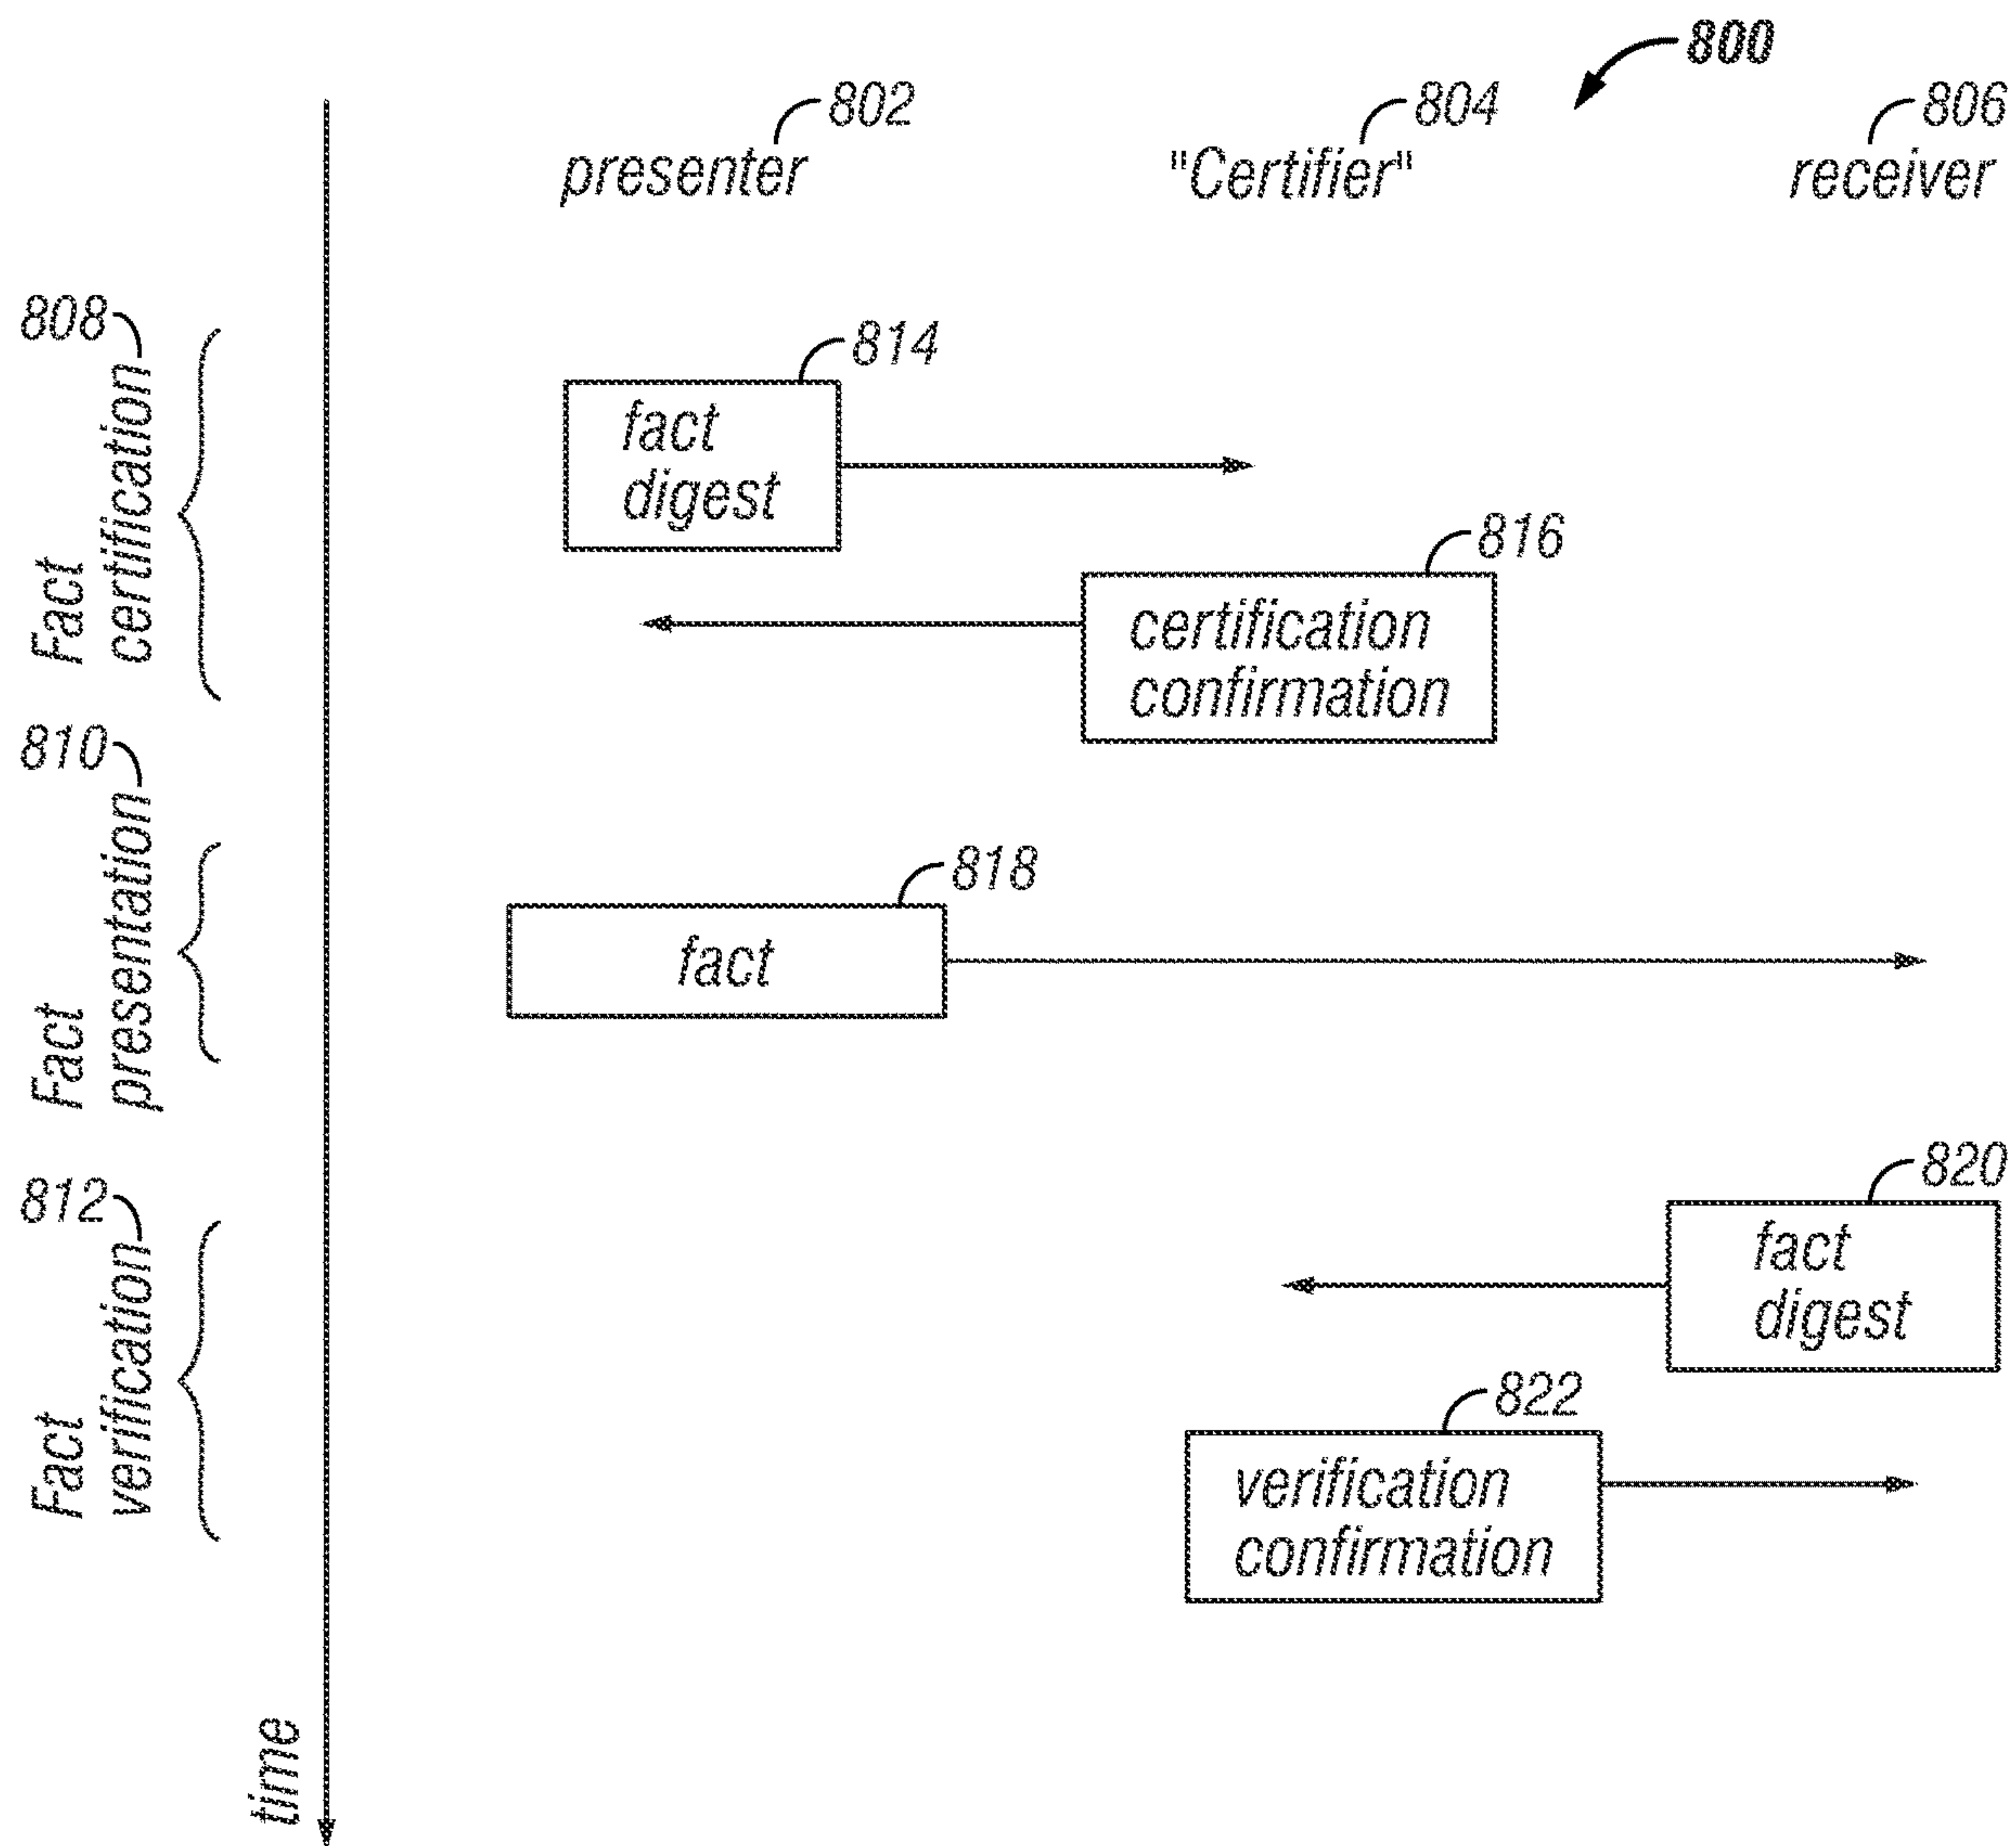 800
802
804
806
presenter
"Certifier"
receiver
808
Fact
certification
814
fact
digest
816
certification
confirmation
810
Fact
presentation
818
fact
812
Fact
verification
820
fact
digest
822
verification
confirmation
time